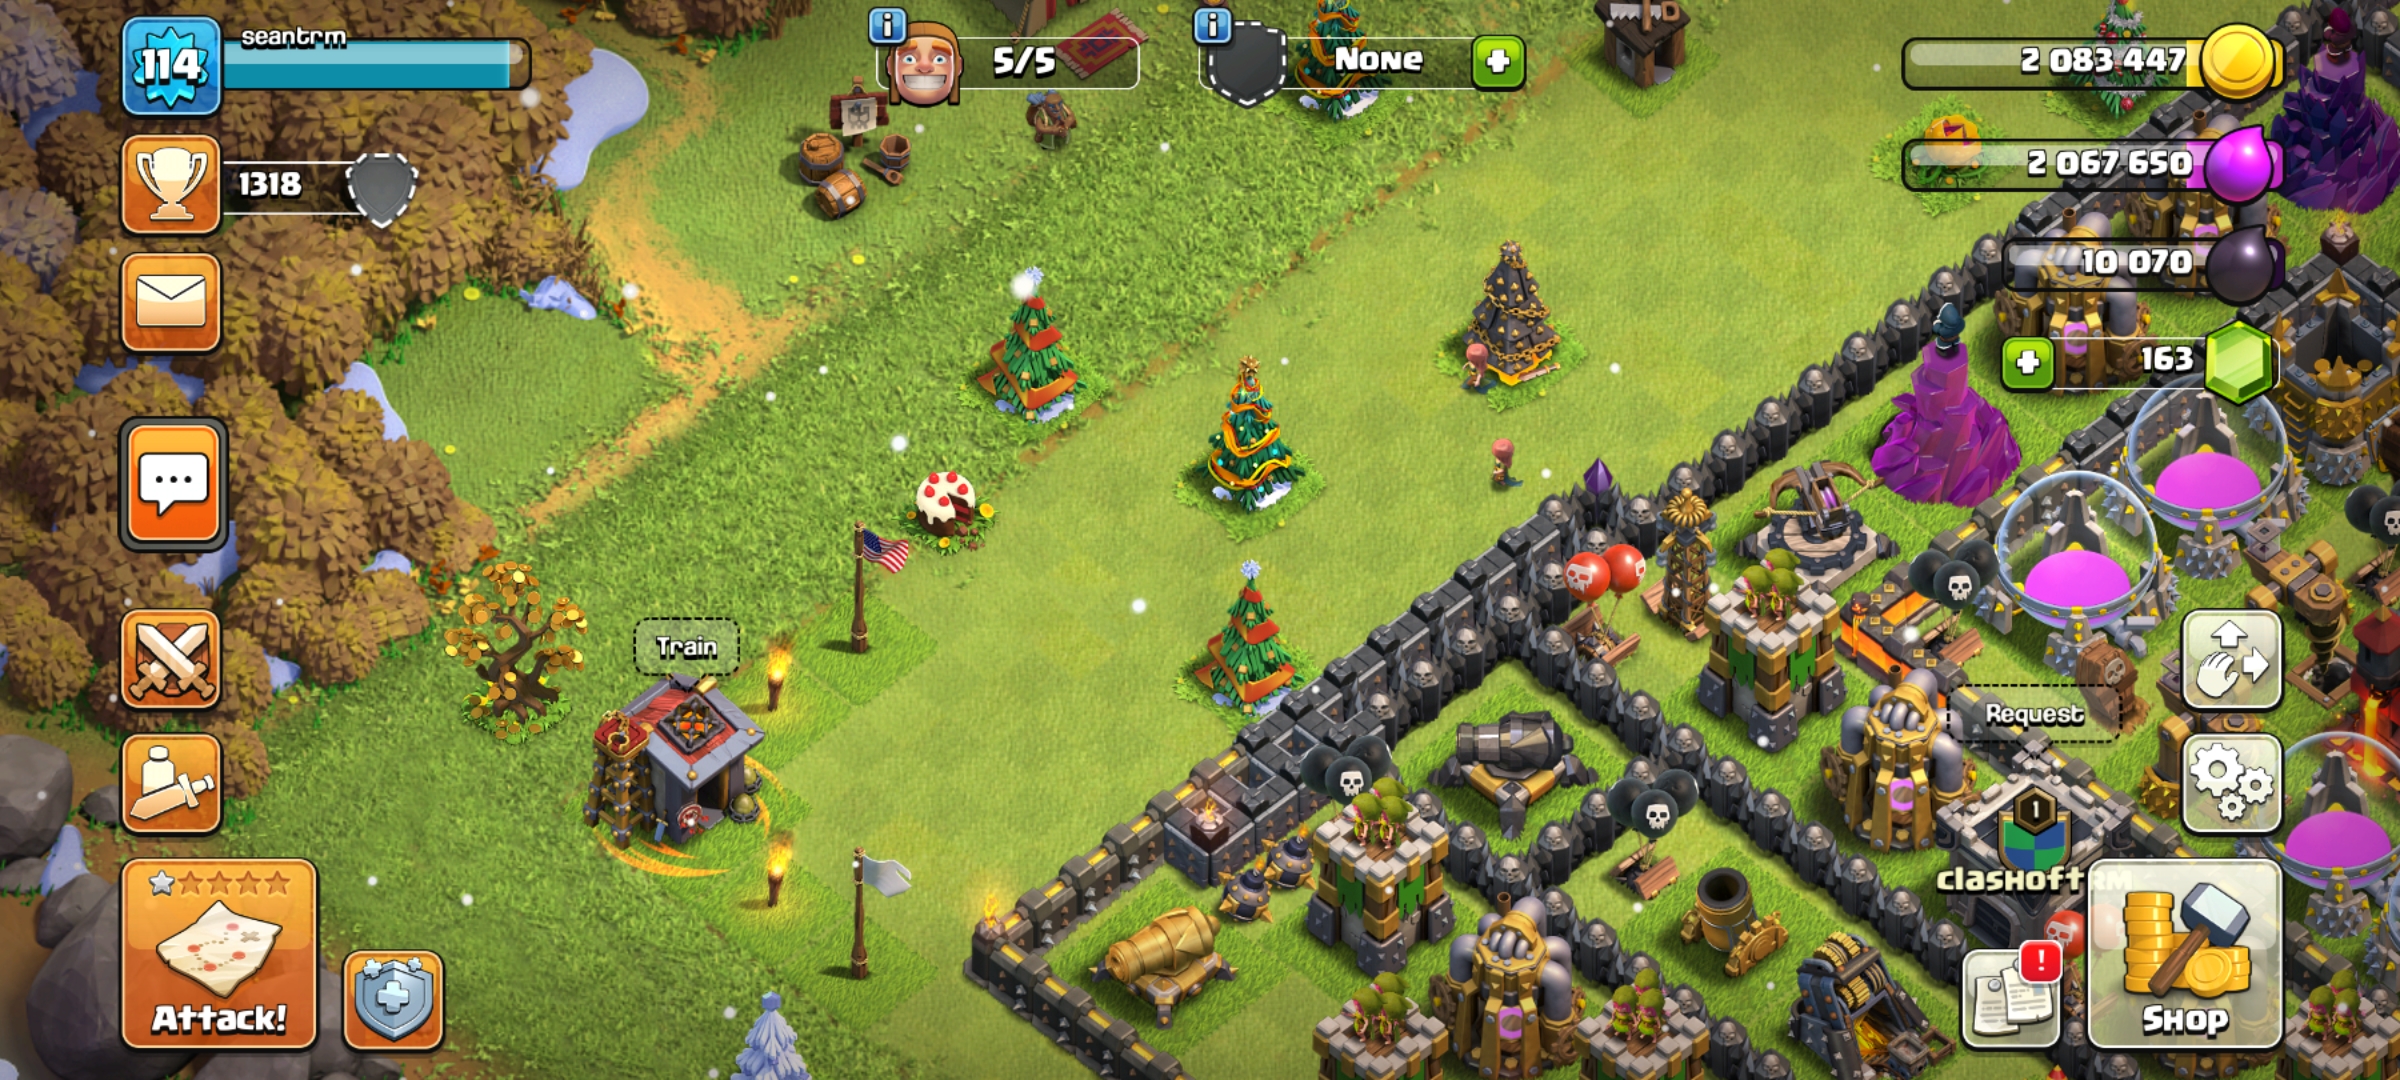 114
seantrm
5/5
None
2 083 447
1318
2 067 650
10 070
163
Train
Request
1
clashoftRM
Attack!
!
Shop